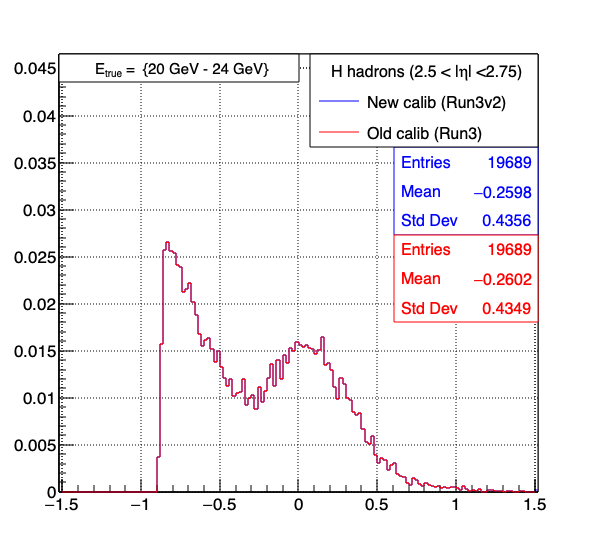 E_true = {20 GeV - 24 GeV}
H hadrons (2.5 < |η| <2.75)
New calib (Run3v2)
Old calib (Run3)
Entries 19689
Mean −0.2598
Std Dev 0.4356
Entries 19689
Mean −0.2602
Std Dev 0.4349
0.045
0.04
0.035
0.03
0.025
0.02
0.015
0.01
0.005
0
−1.5 −1 −0.5 0 0.5 1 1.5